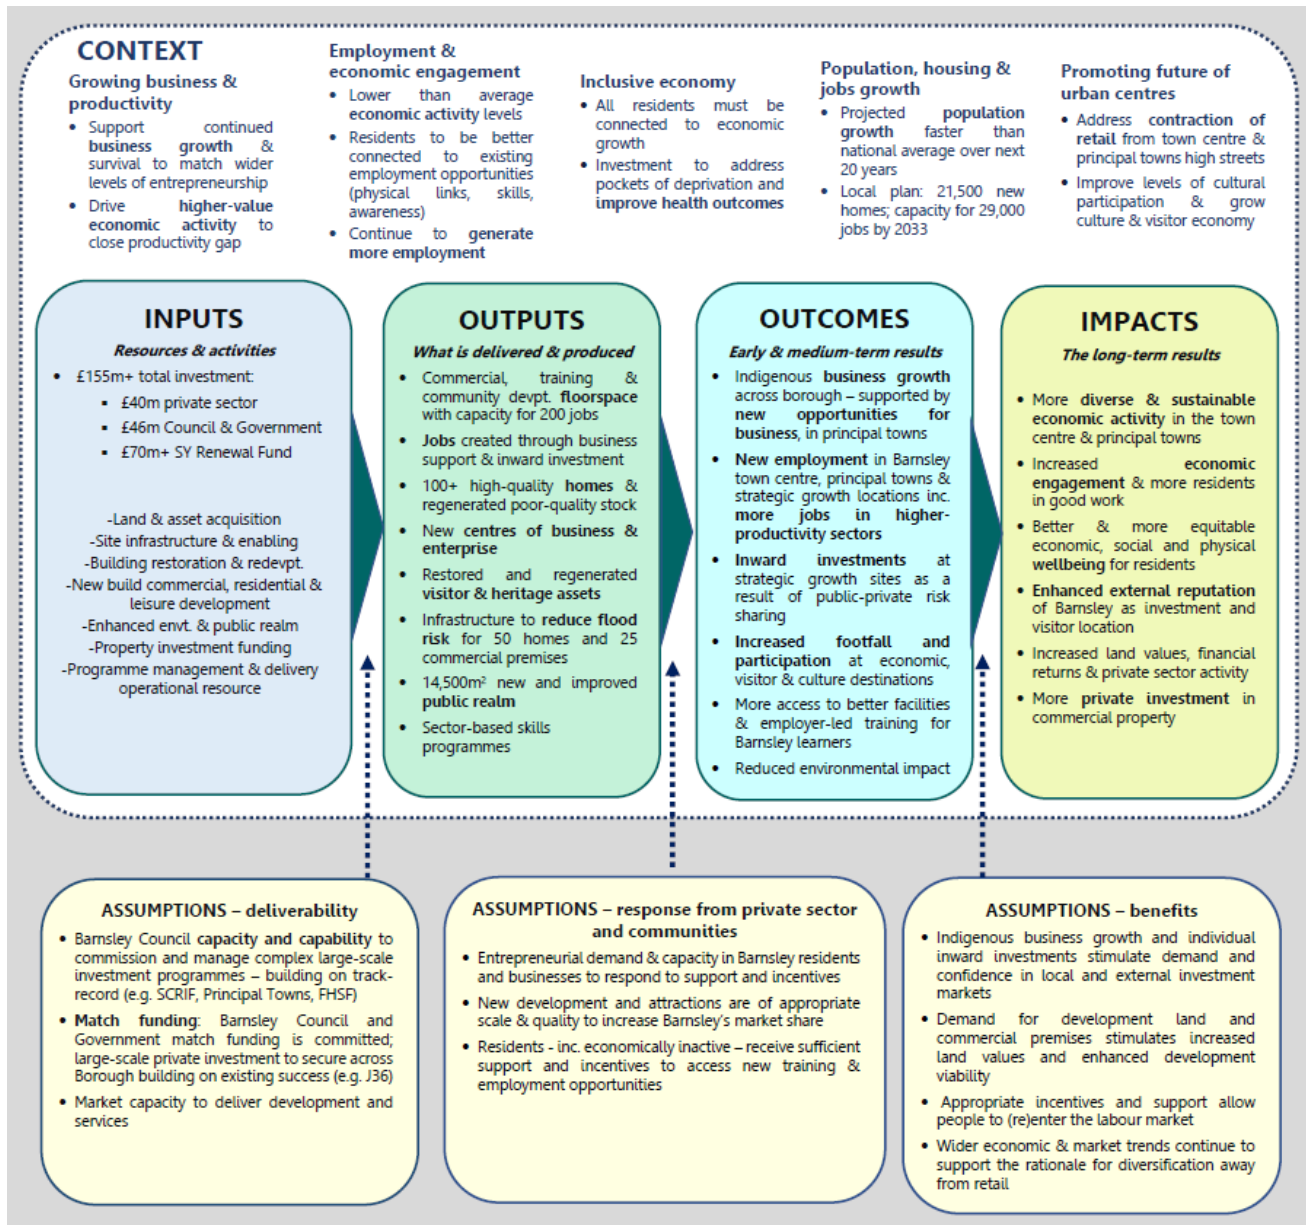 CONTEXT
Growing business &
productivity
• Support continued
business growth &
survival to match wider
levels of entrepreneurship
• Drive higher-value
economic activity to
close productivity gap
Employment &
economic engagement
• Lower than average
economic activity levels
• Residents to be better
connected to existing
employment opportunities
(physical links, skills,
awareness)
• Continue to generate
more employment
Inclusive economy
• All residents must be
connected to economic
growth
• Investment to address
pockets of deprivation and
improve health outcomes
Population, housing &
jobs growth
• Projected population
growth faster than
national average over next
20 years
• Local plan: 21,500 new
homes; capacity for 29,000
jobs by 2033
Promoting future of
urban centres
• Address contraction of
retail from town centre &
principal towns high streets
• Improve levels of cultural
participation & grow
culture & visitor economy
INPUTS
Resources & activities
• £155m+ total investment:
▪ £40m private sector
▪ £46m Council & Government
▪ £70m+ SY Renewal Fund
-Land & asset acquisition
-Site infrastructure & enabling
-Building restoration & redevpt.
-New build commercial, residential &
leisure development
-Enhanced envt. & public realm
-Property investment funding
-Programme management & delivery
operational resource
OUTPUTS
What is delivered & produced
• Commercial, training &
community devpt. floorspace
with capacity for 200 jobs
• Jobs created through business
support & inward investment
• 100+ high-quality homes &
regenerated poor-quality stock
• New centres of business &
enterprise
• Restored and regenerated
visitor & heritage assets
• Infrastructure to reduce flood
risk for 50 homes and 25
commercial premises
• 14,500m² new and improved
public realm
• Sector-based skills
programmes
OUTCOMES
Early & medium-term results
• Indigenous business growth
across borough – supported by
new opportunities for
business, in principal towns
• New employment in Barnsley
town centre, principal towns &
strategic growth locations inc.
more jobs in higher-
productivity sectors
• Inward investments at
strategic growth sites as a
result of public-private risk
sharing
• Increased footfall and
participation at economic,
visitor & culture destinations
• More access to better facilities
& employer-led training for
Barnsley learners
• Reduced environmental impact
IMPACTS
The long-term results
• More diverse & sustainable
economic activity in the town
centre & principal towns
• Increased economic
engagement & more residents
in good work
• Better & more equitable
economic, social and physical
wellbeing for residents
• Enhanced external reputation
of Barnsley as investment and
visitor location
• Increased land values, financial
returns & private sector activity
• More private investment in
commercial property
ASSUMPTIONS – deliverability
• Barnsley Council capacity and capability to
commission and manage complex large-scale
investment programmes – building on track-
record (e.g. SCRIF, Principal Towns, FHSF)
• Match funding: Barnsley Council and
Government match funding is committed;
large-scale private investment to secure across
Borough building on existing success (e.g. J36)
• Market capacity to deliver development and
services
ASSUMPTIONS – response from private sector
and communities
• Entrepreneurial demand & capacity in Barnsley residents
and businesses to respond to support and incentives
• New development and attractions are of appropriate
scale & quality to increase Barnsley's market share
• Residents - inc. economically inactive – receive sufficient
support and incentives to access new training &
employment opportunities
ASSUMPTIONS – benefits
• Indigenous business growth and individual
inward investments stimulate demand and
confidence in local and external investment
markets
• Demand for development land and
commercial premises stimulates increased
land values and enhanced development
viability
• Appropriate incentives and support allow
people to (re)enter the labour market
• Wider economic & market trends continue to
support the rationale for diversification away
from retail